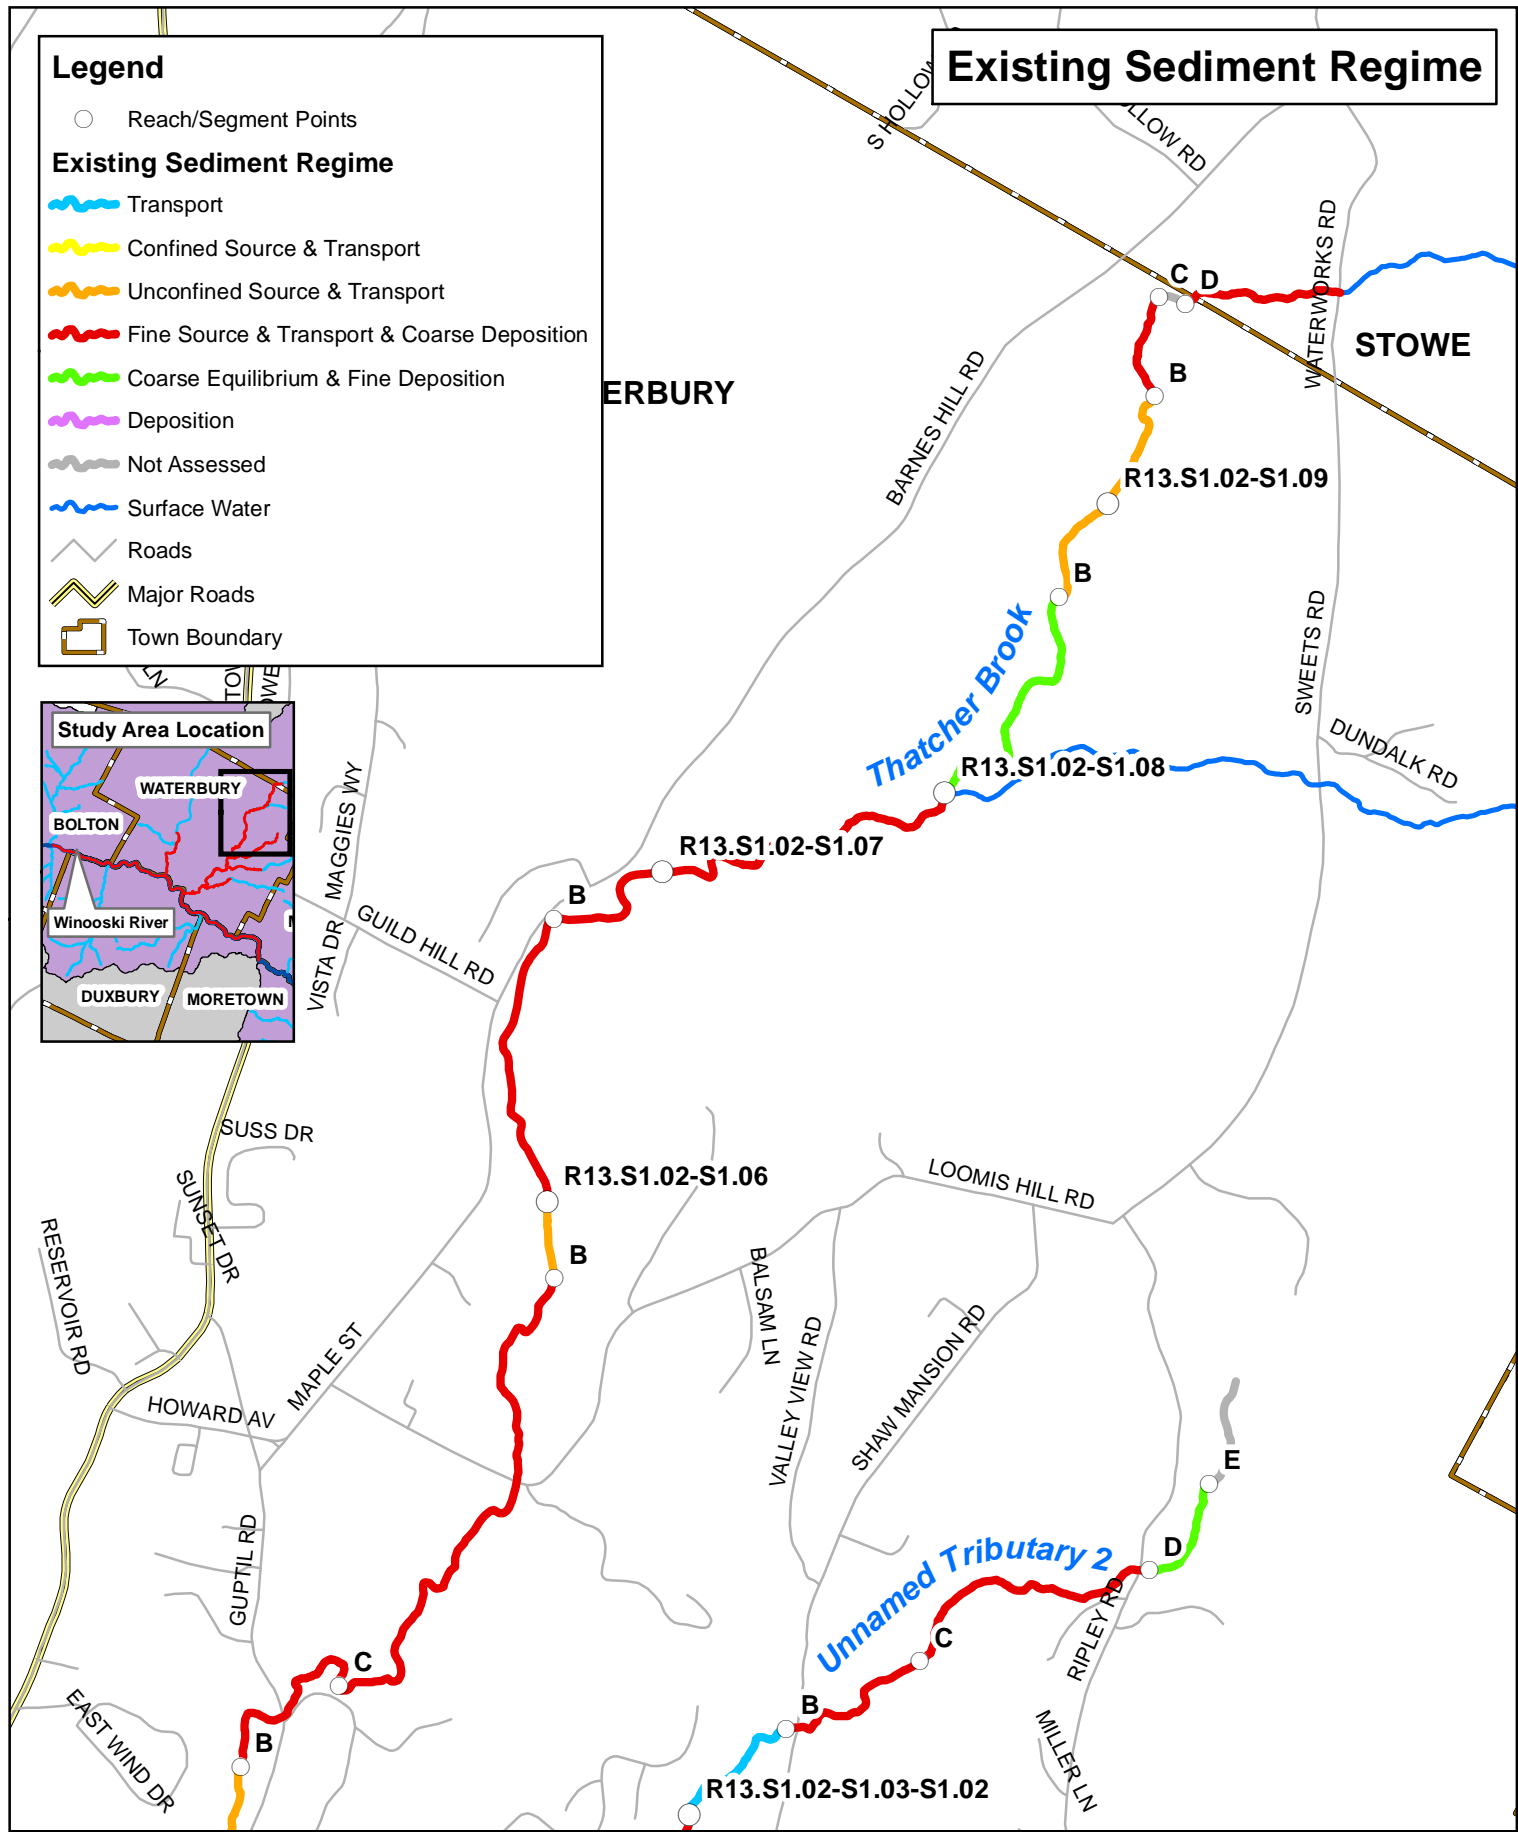 Existing Sediment Regime
Legend
Reach/Segment Points
Existing Sediment Regime
Transport
Confined Source & Transport
Unconfined Source & Transport
Fine Source & Transport & Coarse Deposition
Coarse Equilibrium & Fine Deposition
Deposition
Not Assessed
Surface Water
Roads
Major Roads
Town Boundary
S HOLLOW
OLLOW RD
WATERWORKS RD
C
D
STOWE
ERBURY
B
BARNES HILL RD
R13.S1.02-S1.09
B
Thatcher Brook
SWEETS RD
DUNDALK RD
R13.S1.02-S1.08
R13.S1.02-S1.07
LN
TOW
OWE
Study Area Location
WATERBURY
BOLTON
Winooski River
DUXBURY
MORETOWN
MAGGIES WY
VISTA DR
GUILD HILL RD
B
SUSS DR
SUNSET DR
RESERVOIR RD
R13.S1.02-S1.06
B
LOOMIS HILL RD
BALSAM LN
VALLEY VIEW RD
SHAW MANSION RD
MAPLE ST
HOWARD AV
GUPTIL RD
E
D
Unnamed Tributary 2
RIPLEY RD
C
C
B
B
EAST WIND DR
MILLER LN
R13.S1.02-S1.03-S1.02